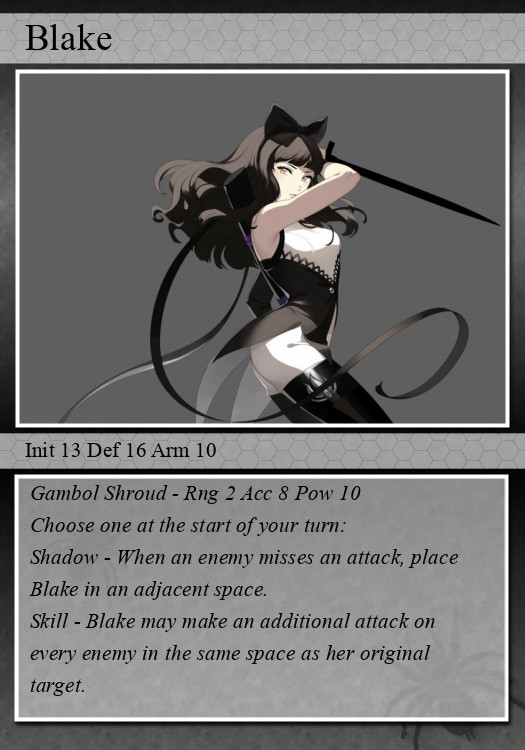 Blake
Init 13 Def 16 Arm 10
Gambol Shroud - Rng 2 Acc 8 Pow 10
Choose one at the start of your turn:
Shadow - When an enemy misses an attack, place
Blake in an adjacent space.
Skill - Blake may make an additional attack on
every enemy in the same space as her original
target.